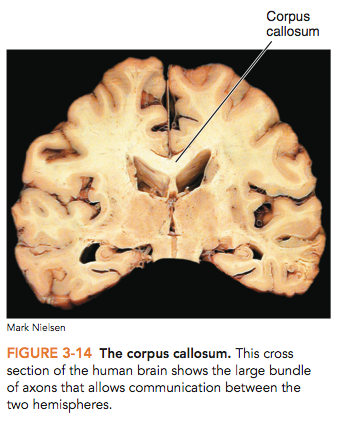 Corpus
callosum
Mark Nielsen
FIGURE 3-14 The corpus callosum. This cross
section of the human brain shows the large bundle
of axons that allows communication between the
two hemispheres.